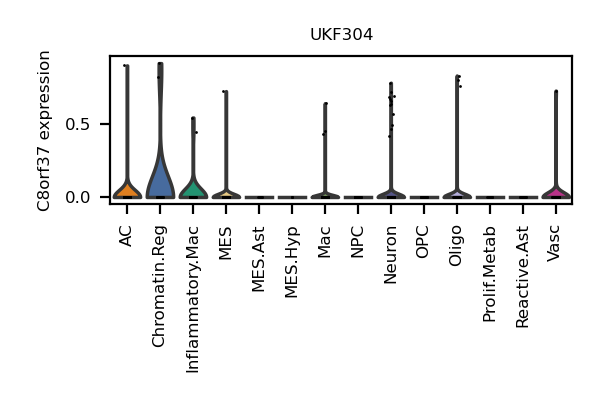 UKF304
C8orf37 expression
0.5
0.0
AC
Chromatin.Reg
Inflammatory.Mac
MES
MES.Ast
MES.Hyp
Mac
NPC
Neuron
OPC
Oligo
Prolif.Metab
Reactive.Ast
Vasc